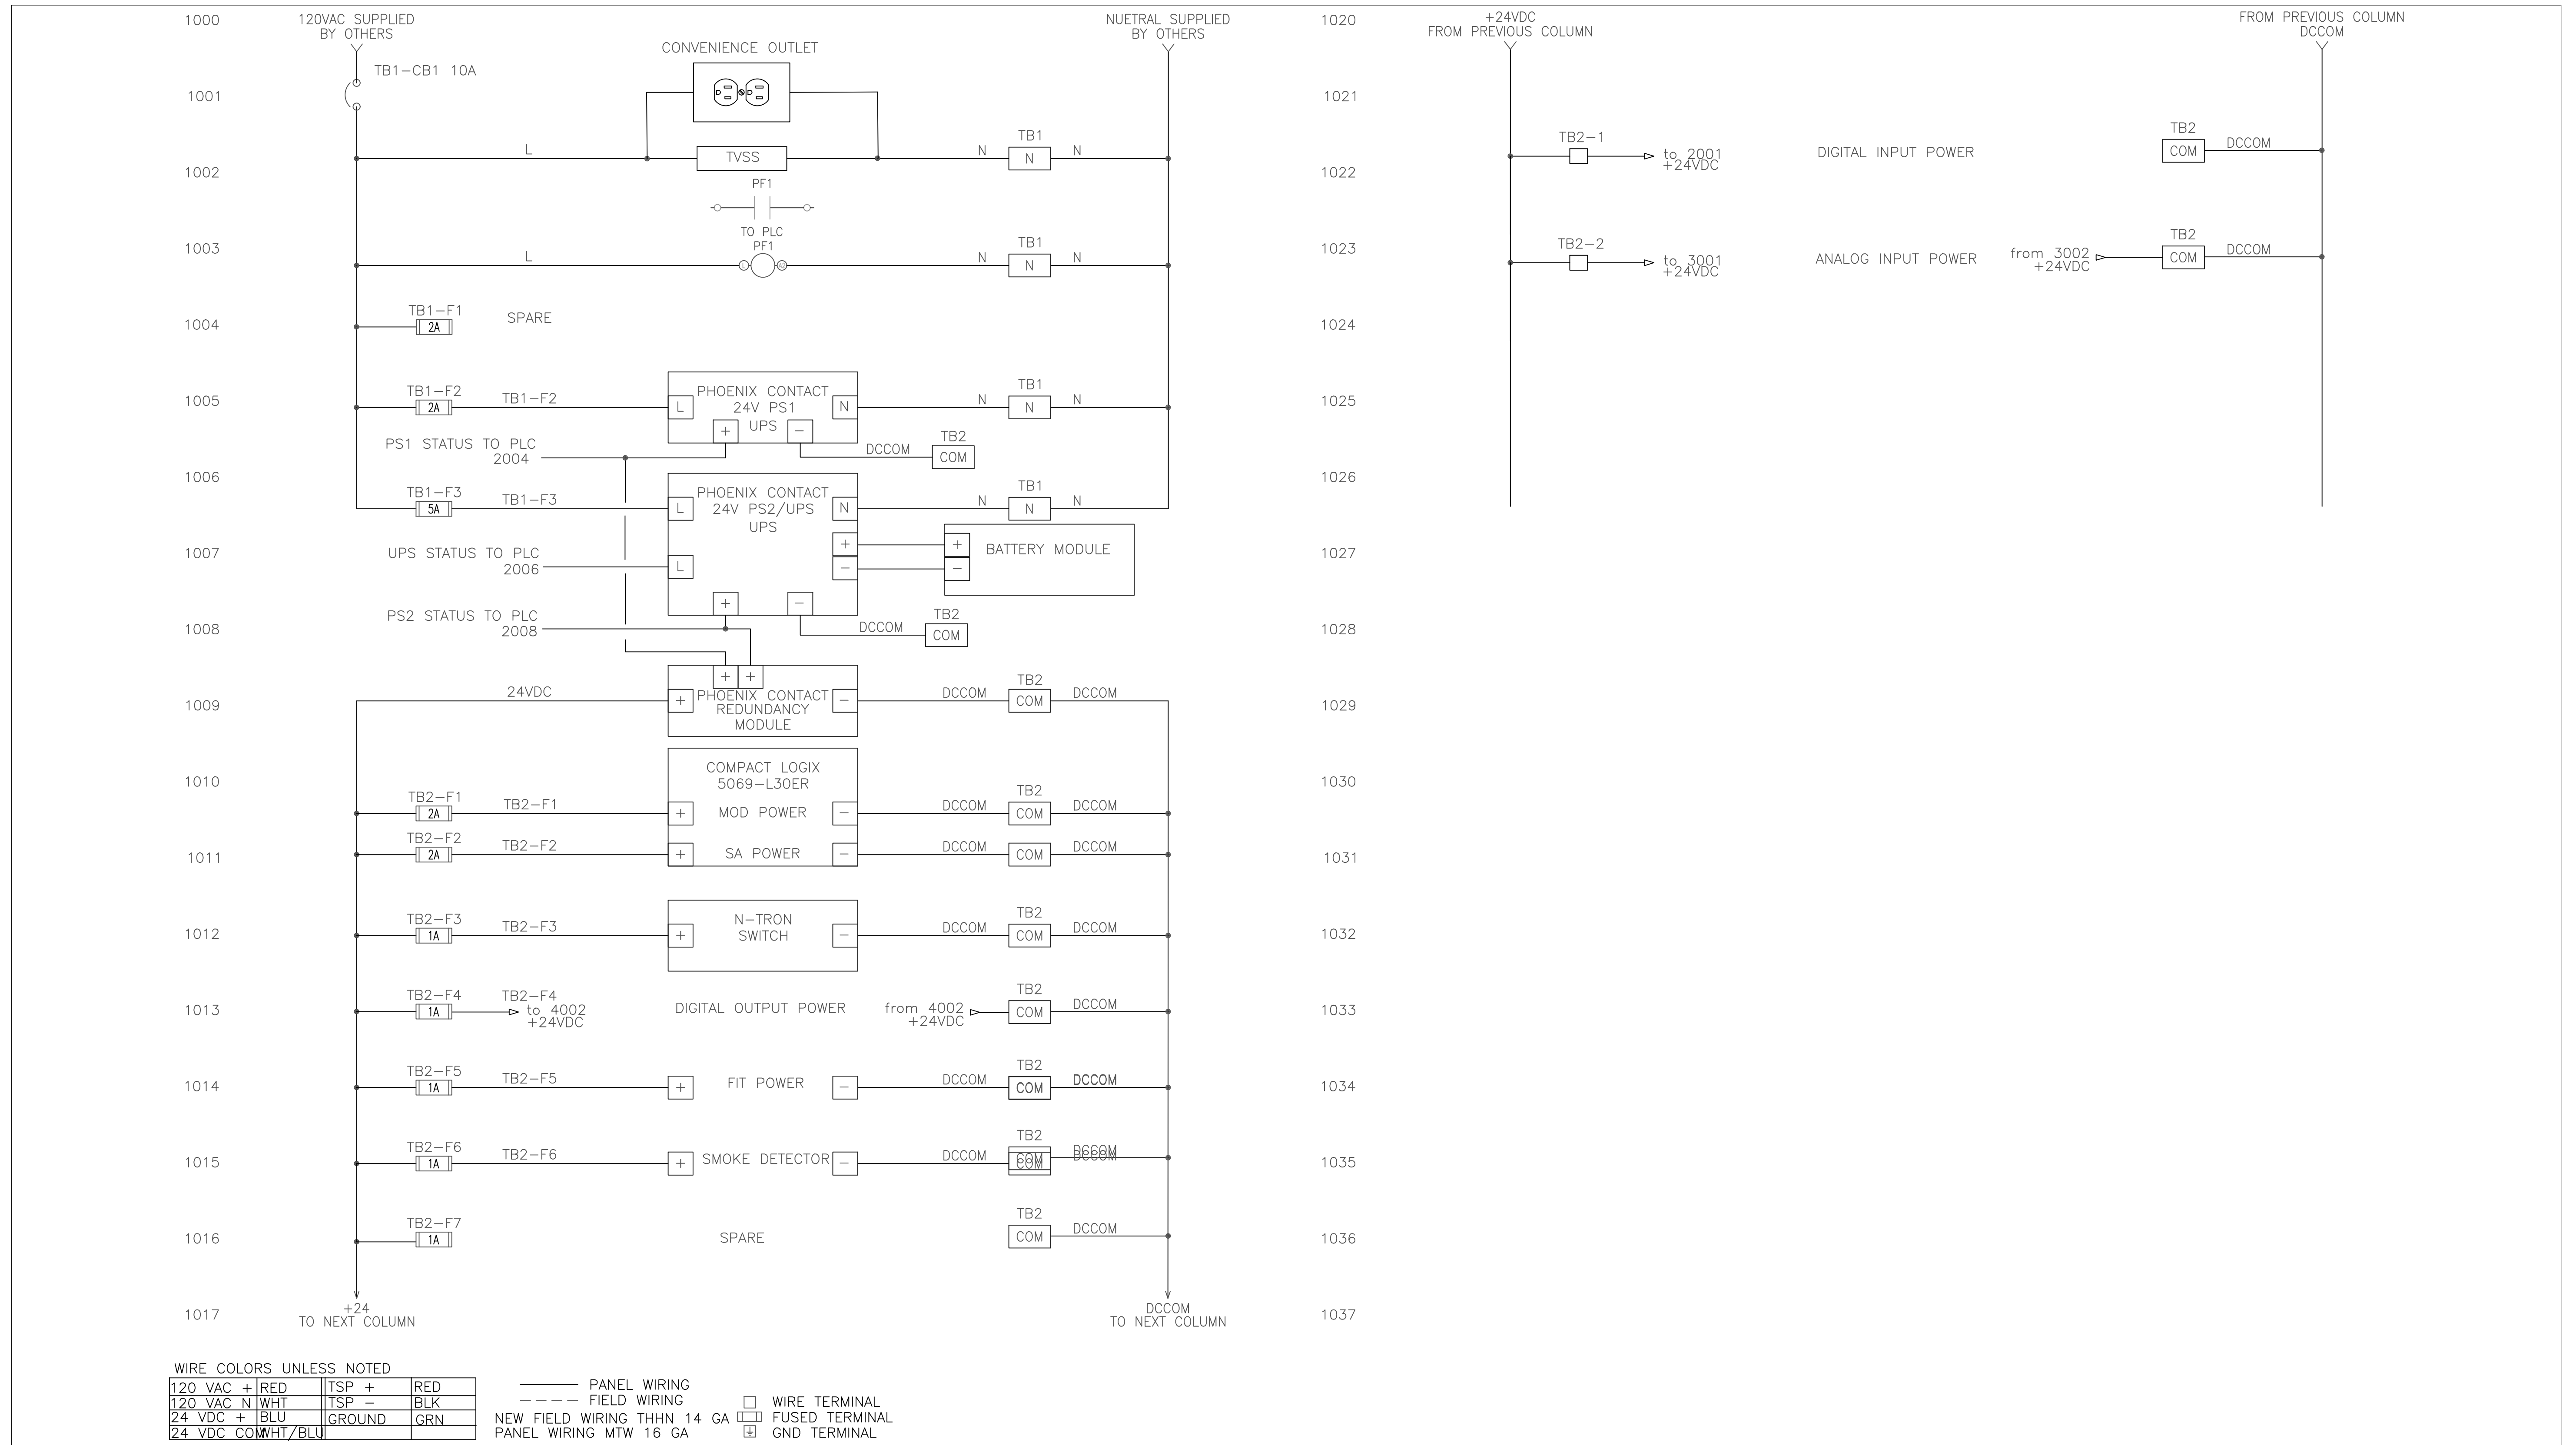 1000
120VAC SUPPLIED
BY OTHERS
NUETRAL SUPPLIED
BY OTHERS
CONVENIENCE OUTLET
TB1-CB1 10A
1001
TB1
L
TVSS
N
N
N
1002
PF1
TO PLC
1003
PF1
TB1
L
A2
N
N
N
TB1-F1
SPARE
1004
2A
TB1-F2
TB1-F2
PHOENIX CONTACT
24V PS1
UPS
TB1
1005
2A
L
N
N
N
N
+
-
PS1 STATUS TO PLC
2004
DCCOM
TB2
COM
1006
TB1-F3
TB1-F3
PHOENIX CONTACT
24V PS2/UPS
UPS
TB1
5A
L
N
N
N
N
1007
UPS STATUS TO PLC
2006
L
+
-
+
-
BATTERY MODULE
+
-
PS2 STATUS TO PLC
2008
1008
DCCOM
TB2
COM
+
+
24VDC
1009
+
PHOENIX CONTACT
REDUNDANCY
MODULE
-
DCCOM
TB2
COM
DCCOM
COMPACT LOGIX
5069-L30ER
1010
TB2-F1
2A
TB2-F1
+
MOD POWER
-
DCCOM
TB2
COM
DCCOM
TB2-F2
1011
2A
TB2-F2
+
SA POWER
-
DCCOM
COM
DCCOM
TB2-F3
1012
1A
TB2-F3
+
N-TRON
SWITCH
-
DCCOM
TB2
COM
DCCOM
TB2-F4
1013
1A
TB2-F4
to 4002
+24VDC
DIGITAL OUTPUT POWER
from 4002
+24VDC
TB2
COM
DCCOM
TB2-F5
1014
1A
TB2-F5
+
FIT POWER
-
DCCOM
TB2
COM
DCCOM
TB2-F6
1015
1A
TB2-F6
+
SMOKE DETECTOR
-
DCCOM
TB2
COM
COM
DCCOM
DCCOM
TB2-F7
1016
1A
SPARE
TB2
COM
DCCOM
1017
+24
TO NEXT COLUMN
DCCOM
TO NEXT COLUMN
1020
+24VDC
FROM PREVIOUS COLUMN
FROM PREVIOUS COLUMN
DCCOM
1021
TB2-1
to 2001
+24VDC
DIGITAL INPUT POWER
TB2
COM
DCCOM
1022
1023
TB2-2
to 3001
+24VDC
ANALOG INPUT POWER
from 3002
+24VDC
TB2
COM
DCCOM
1024
1025
1026
1027
1028
1029
1030
1031
1032
1033
1034
1035
1036
1037
WIRE COLORS UNLESS NOTED
120 VAC + RED TSP + RED
120 VAC N WHT TSP - BLK
24 VDC + BLU GROUND GRN
24 VDC COM WHT/BLU
PANEL WIRING
FIELD WIRING
NEW FIELD WIRING THHN 14 GA
PANEL WIRING MTW 16 GA
WIRE TERMINAL
FUSED TERMINAL
GND TERMINAL